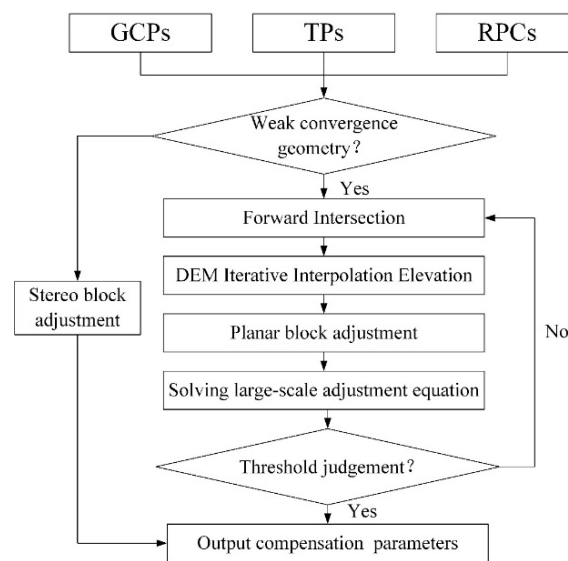 GCPs
TPs
RPCs
Weak convergence
geometry?
Yes
Forward Intersection
DEM Iterative Interpolation Elevation
Stereo block
adjustment
Planar block adjustment
No
Solving large-scale adjustment equation
Threshold judgement?
Yes
Output compensation parameters